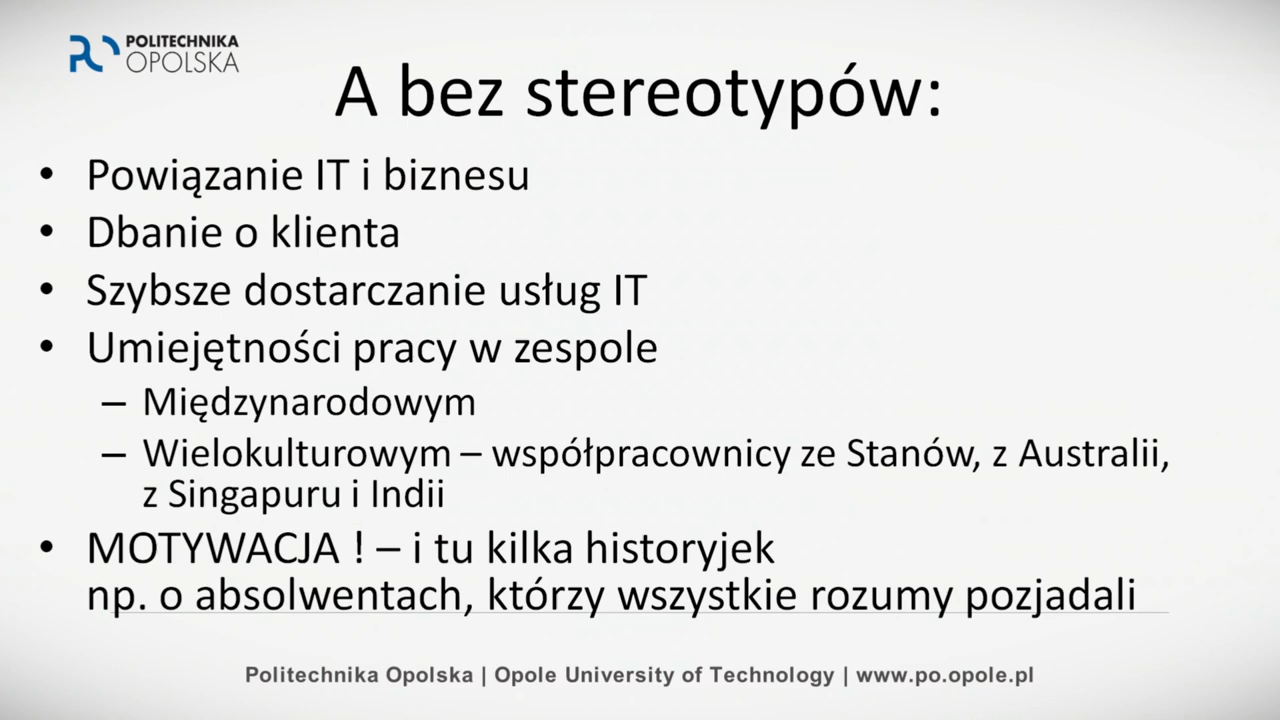 POLITECHNIKA
OPOLSKA
A bez stereotypów:
• Powiązanie IT i biznesu
• Dbanie o klienta
• Szybsze dostarczanie usług IT
• Umiejętności pracy w zespole
– Międzynarodowym
– Wielokulturowym – współpracownicy ze Stanów, z Australii,
z Singapuru i Indii
• MOTYWACJA ! – i tu kilka historyjek
np. o absolwentach, którzy wszystkie rozumy pozjadali
Politechnika Opolska | Opole University of Technology | www.po.opole.pl